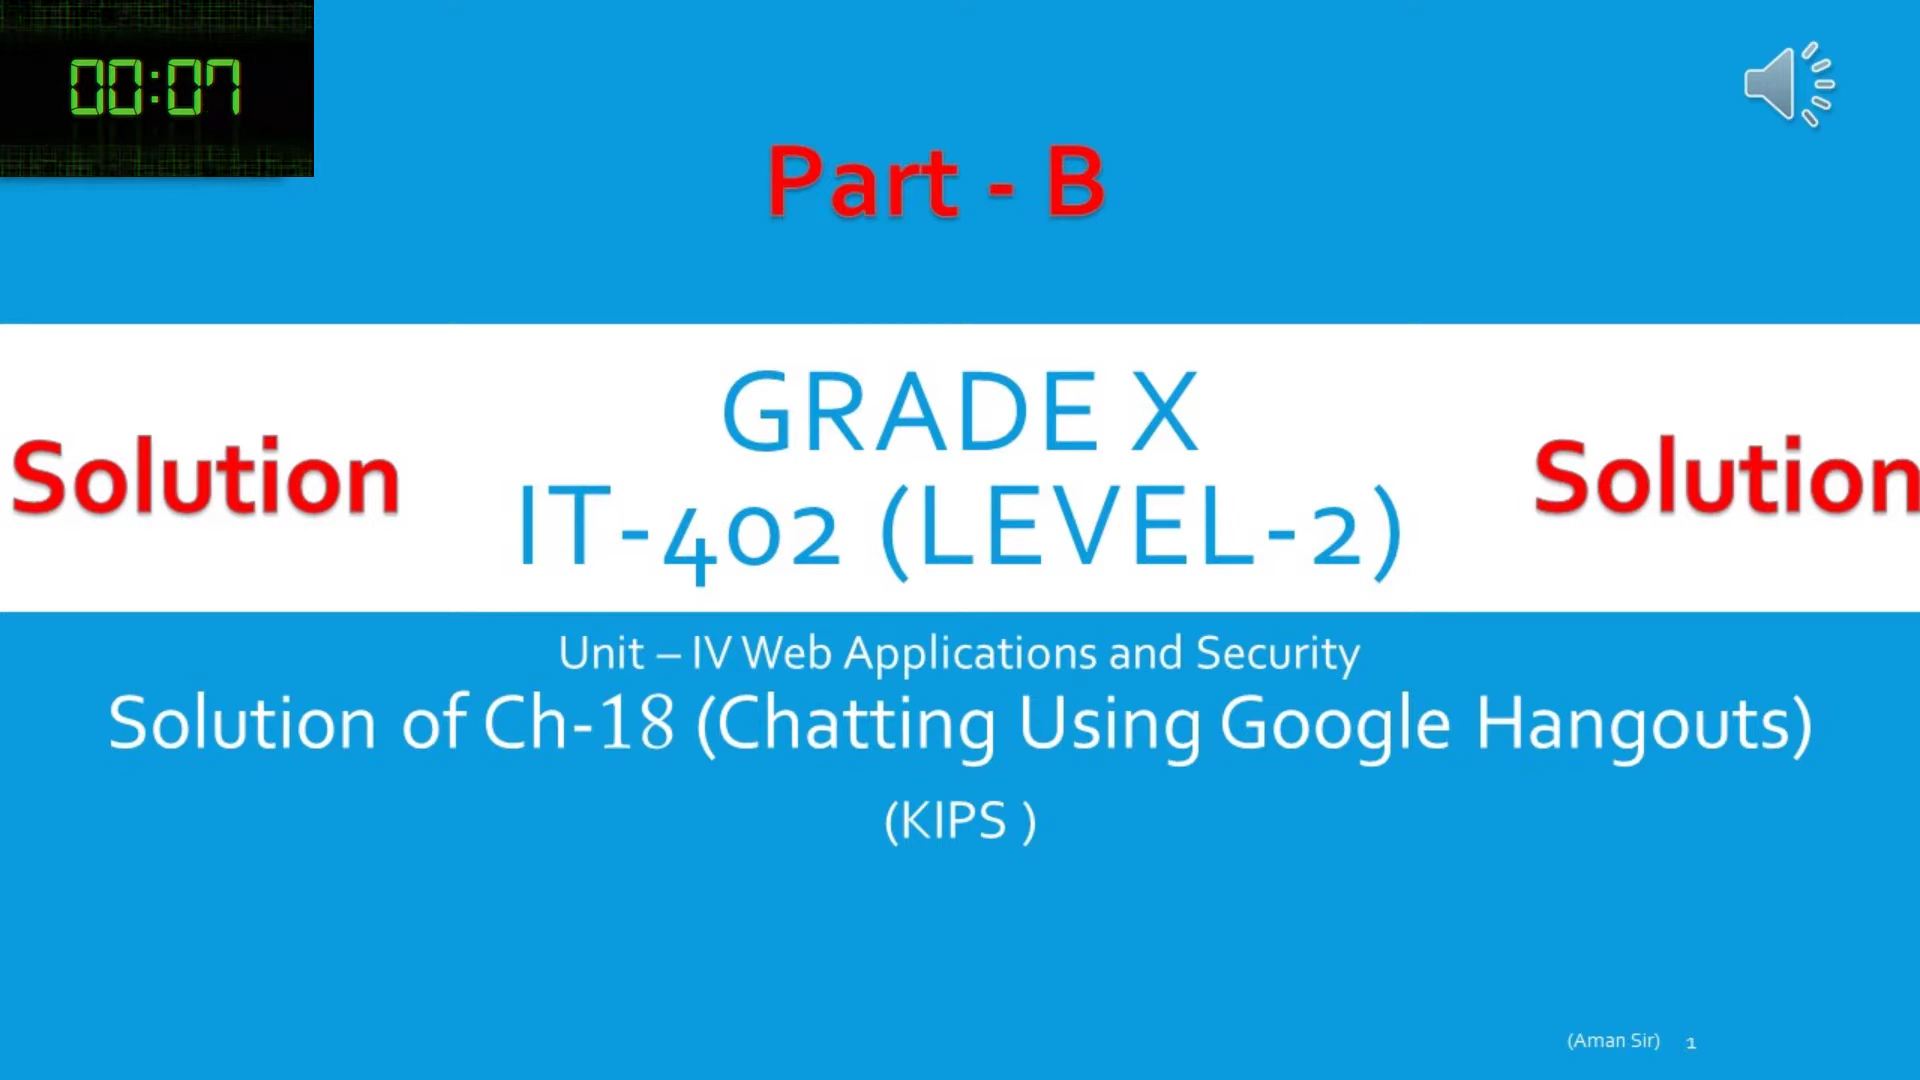 00:07
Part - B
GRADE X
Solution
IT-402 (LEVEL-2)
Solution
Unit – IV Web Applications and Security
Solution of Ch-18 (Chatting Using Google Hangouts)
(KIPS )
(Aman Sir) 1